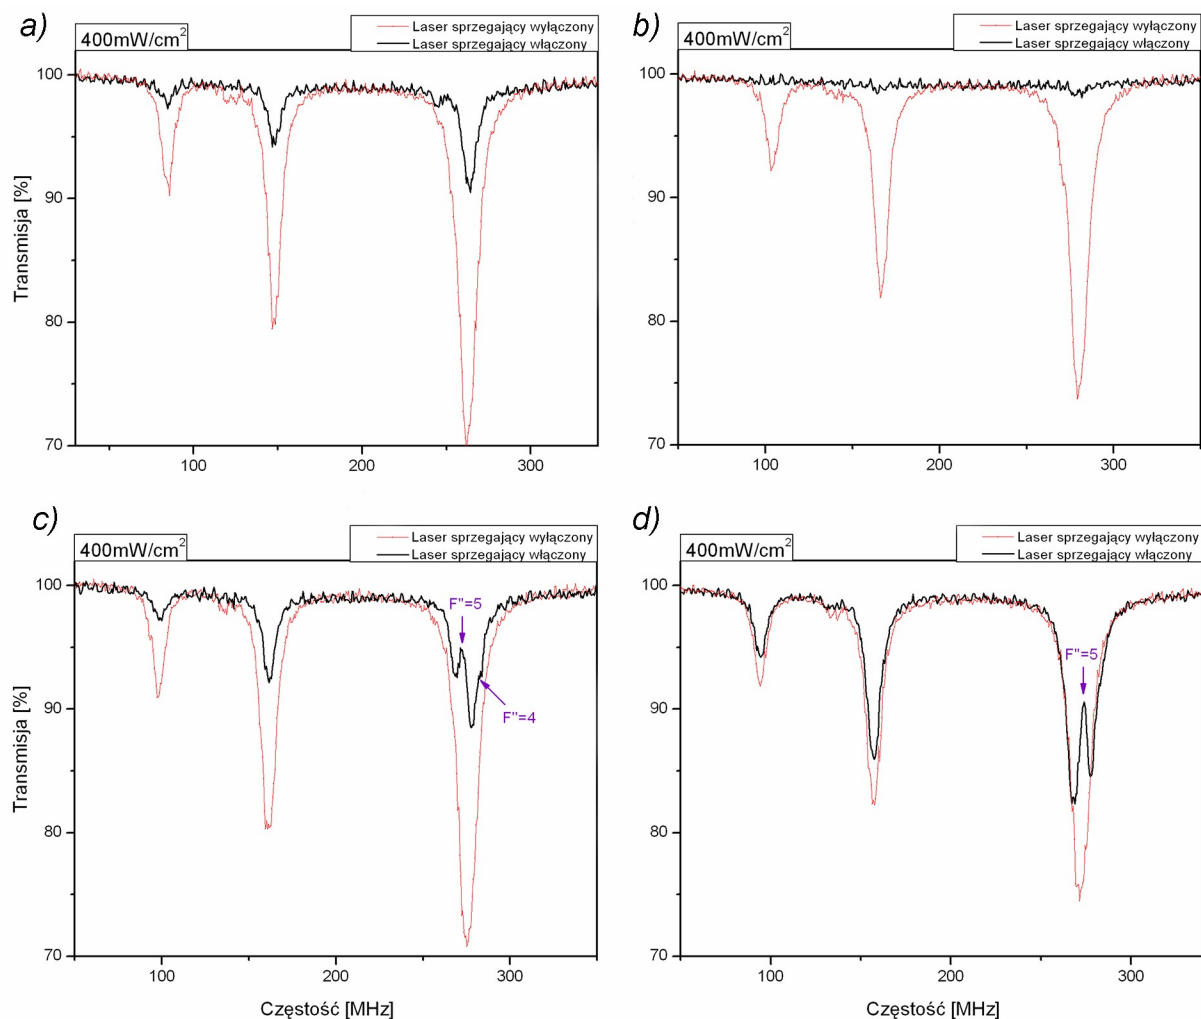 a)
400mW/cm²
Laser sprzegający wyłączony
Laser sprzegający włączony
100
90
80
70
Transmisja [%]
100
200
300
b)
400mW/cm²
Laser sprzegający wyłączony
Laser sprzegający włączony
100
90
80
70
100
200
300
c)
400mW/cm²
Laser sprzegający wyłączony
Laser sprzegający włączony
100
90
80
70
Transmisja [%]
F"=5
F"=4
100
200
300
Częstość [MHz]
d)
400mW/cm²
Laser sprzegający wyłączony
Laser sprzegający włączony
100
90
80
70
F"=5
100
200
300
Częstość [MHz]